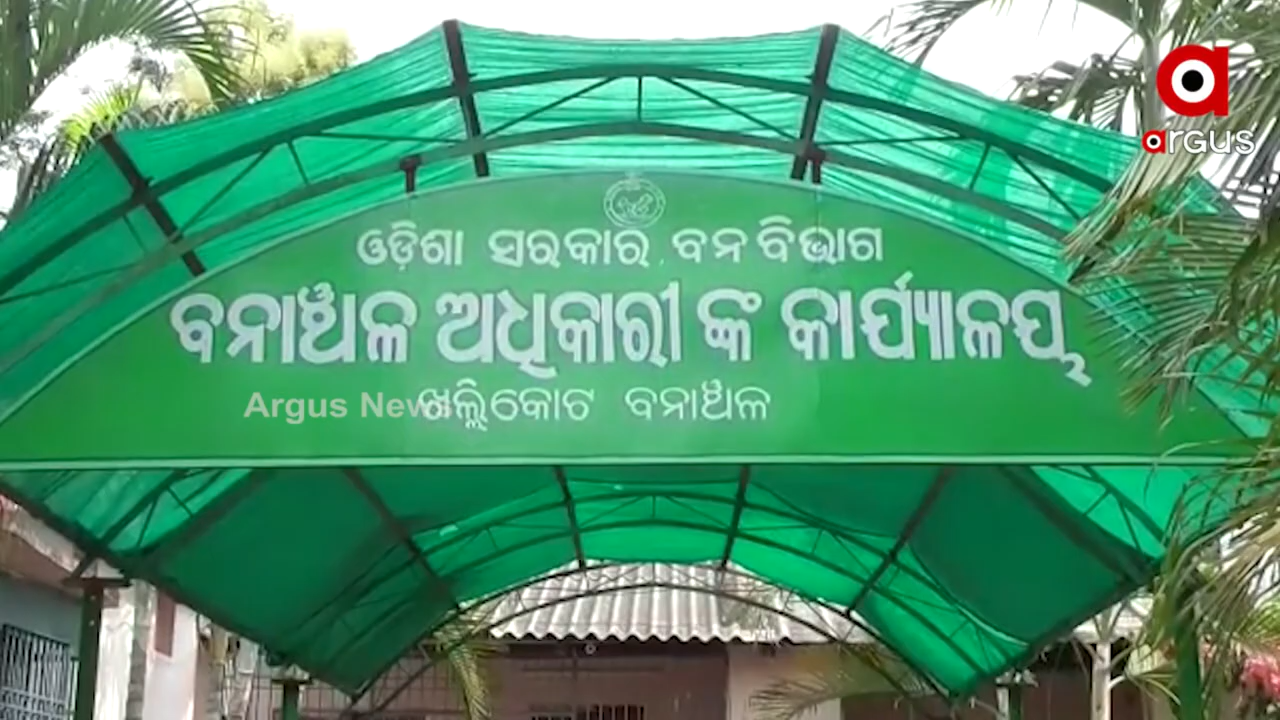 argus
ଓଡ଼ିଶା ସରକାର, ବନ ବିଭାଗ
ବନାଞ୍ଚଳ ଅଧିକାରୀ ଙ୍କ କାର୍ଯ୍ୟାଳୟ
Argus News
ଖଲ୍ଲିକୋଟ ବନାଞ୍ଚଳ